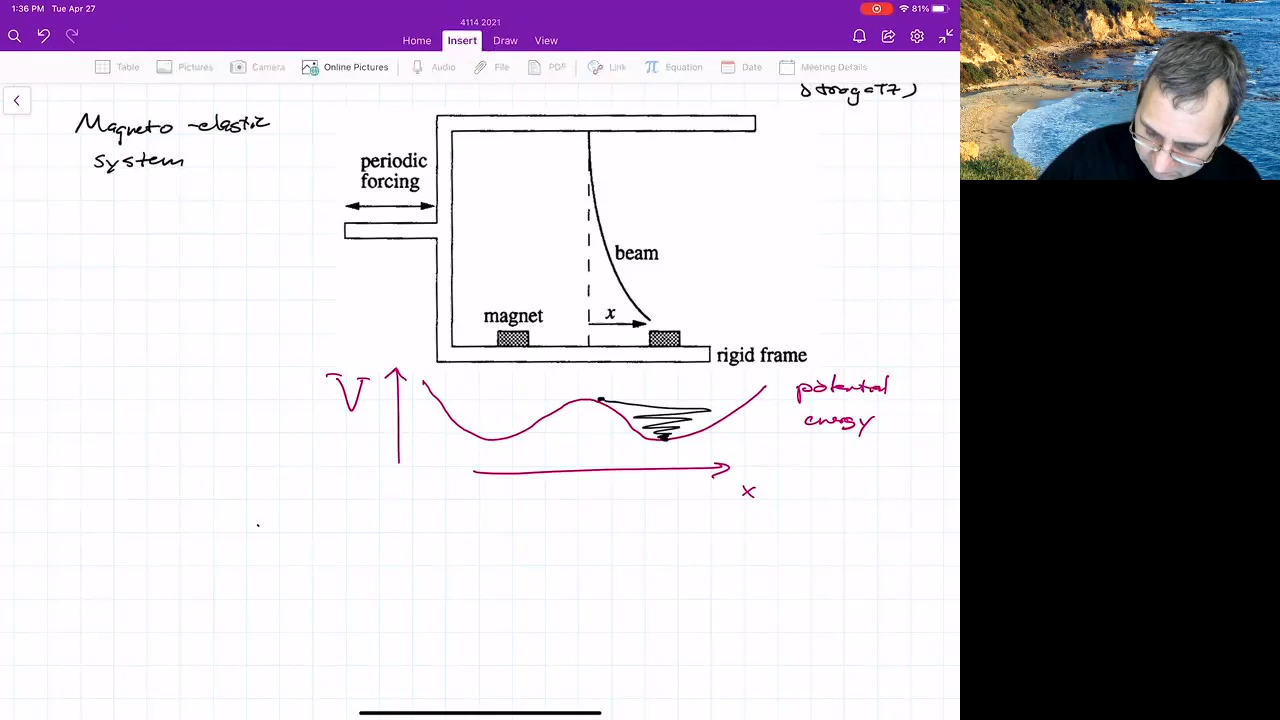 1:36 PM Tue Apr 27
81%
4114 2021
Home Insert Draw View
Table Pictures Camera Online Pictures Audio File PDF Link Equation Date Meeting Details
Strogatz)
Magneto-elastic
system
periodic
forcing
beam
magnet
x
rigid frame
V
potential
energy
x